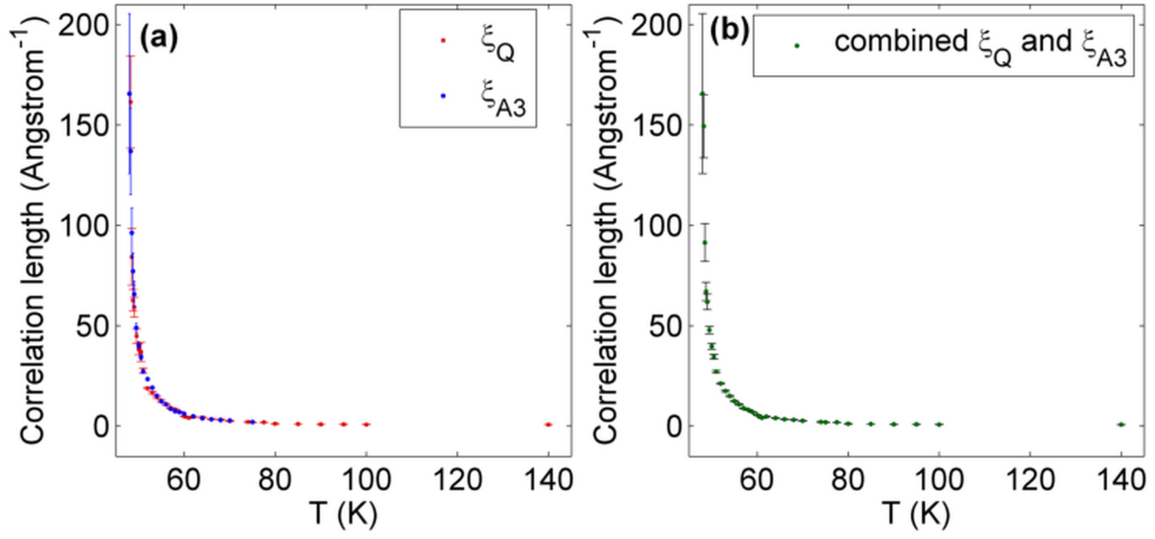 (a)
ξQ
ξA3
200
150
100
50
0
60 80 100 120 140
T (K)
Correlation length (Angstrom-1)
(b)
combined ξQ and ξA3
200
150
100
50
0
60 80 100 120 140
T (K)
Correlation length (Angstrom-1)